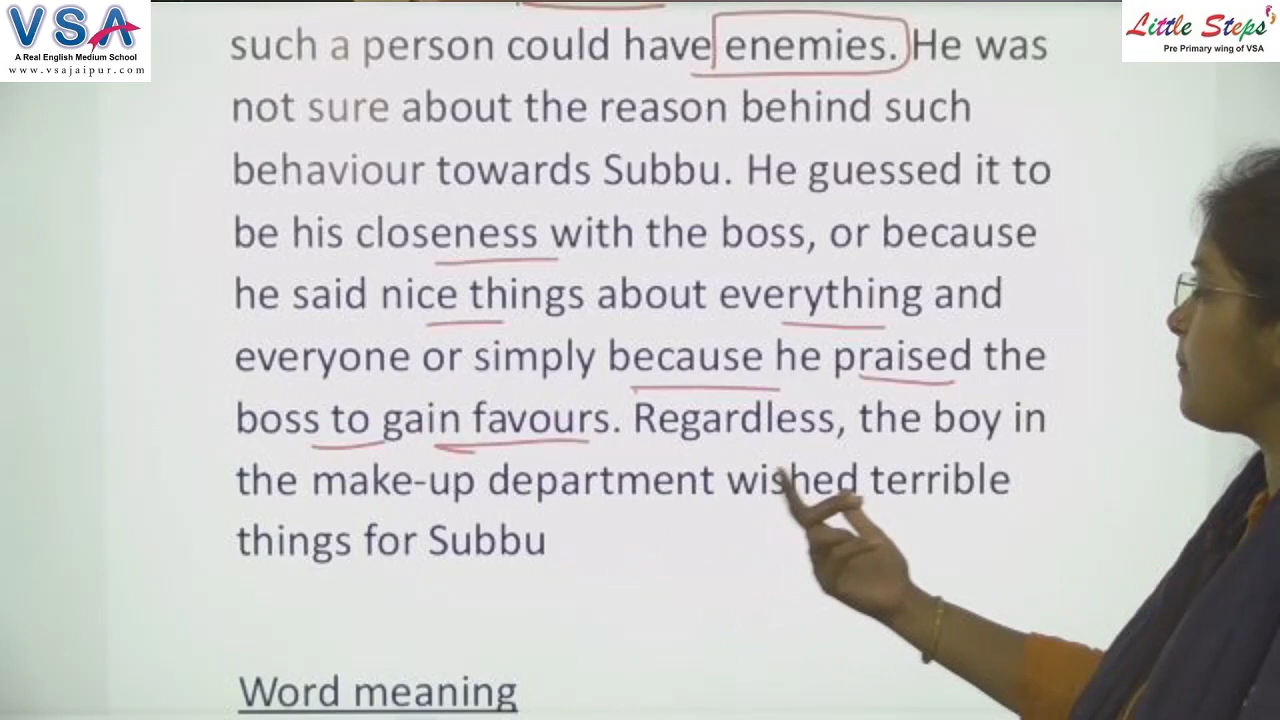 VSA
A Real English Medium School
www.vsajaipur.com
Little Steps
Pre Primary wing of VSA
such a person could have enemies. He was
not sure about the reason behind such
behaviour towards Subbu. He guessed it to
be his closeness with the boss, or because
he said nice things about everything and
everyone or simply because he praised the
boss to gain favours. Regardless, the boy in
the make-up department wished terrible
things for Subbu
Word meaning